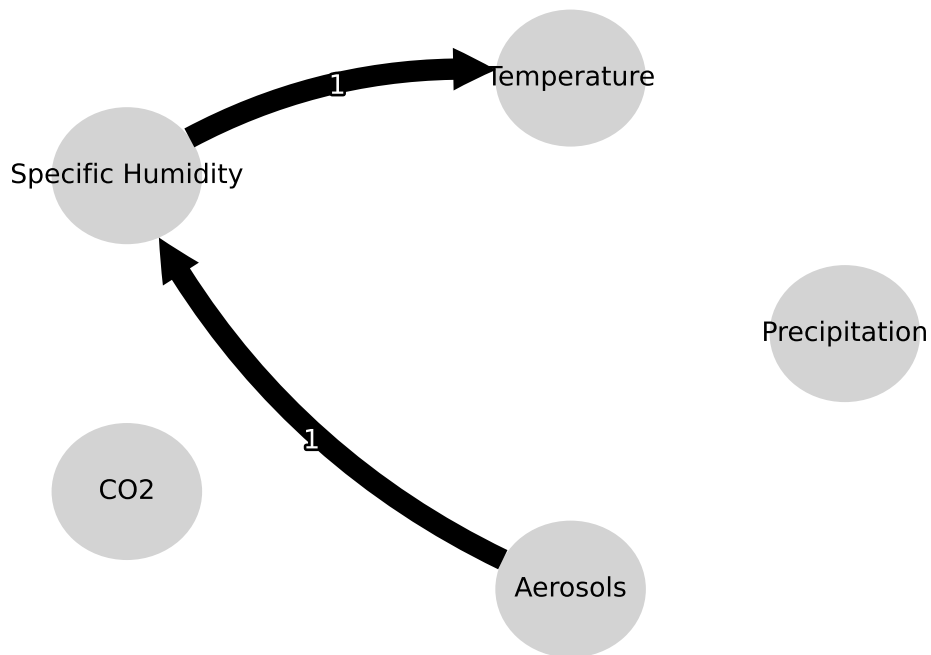 Temperature
1
Specific Humidity
Precipitation
1
CO2
Aerosols